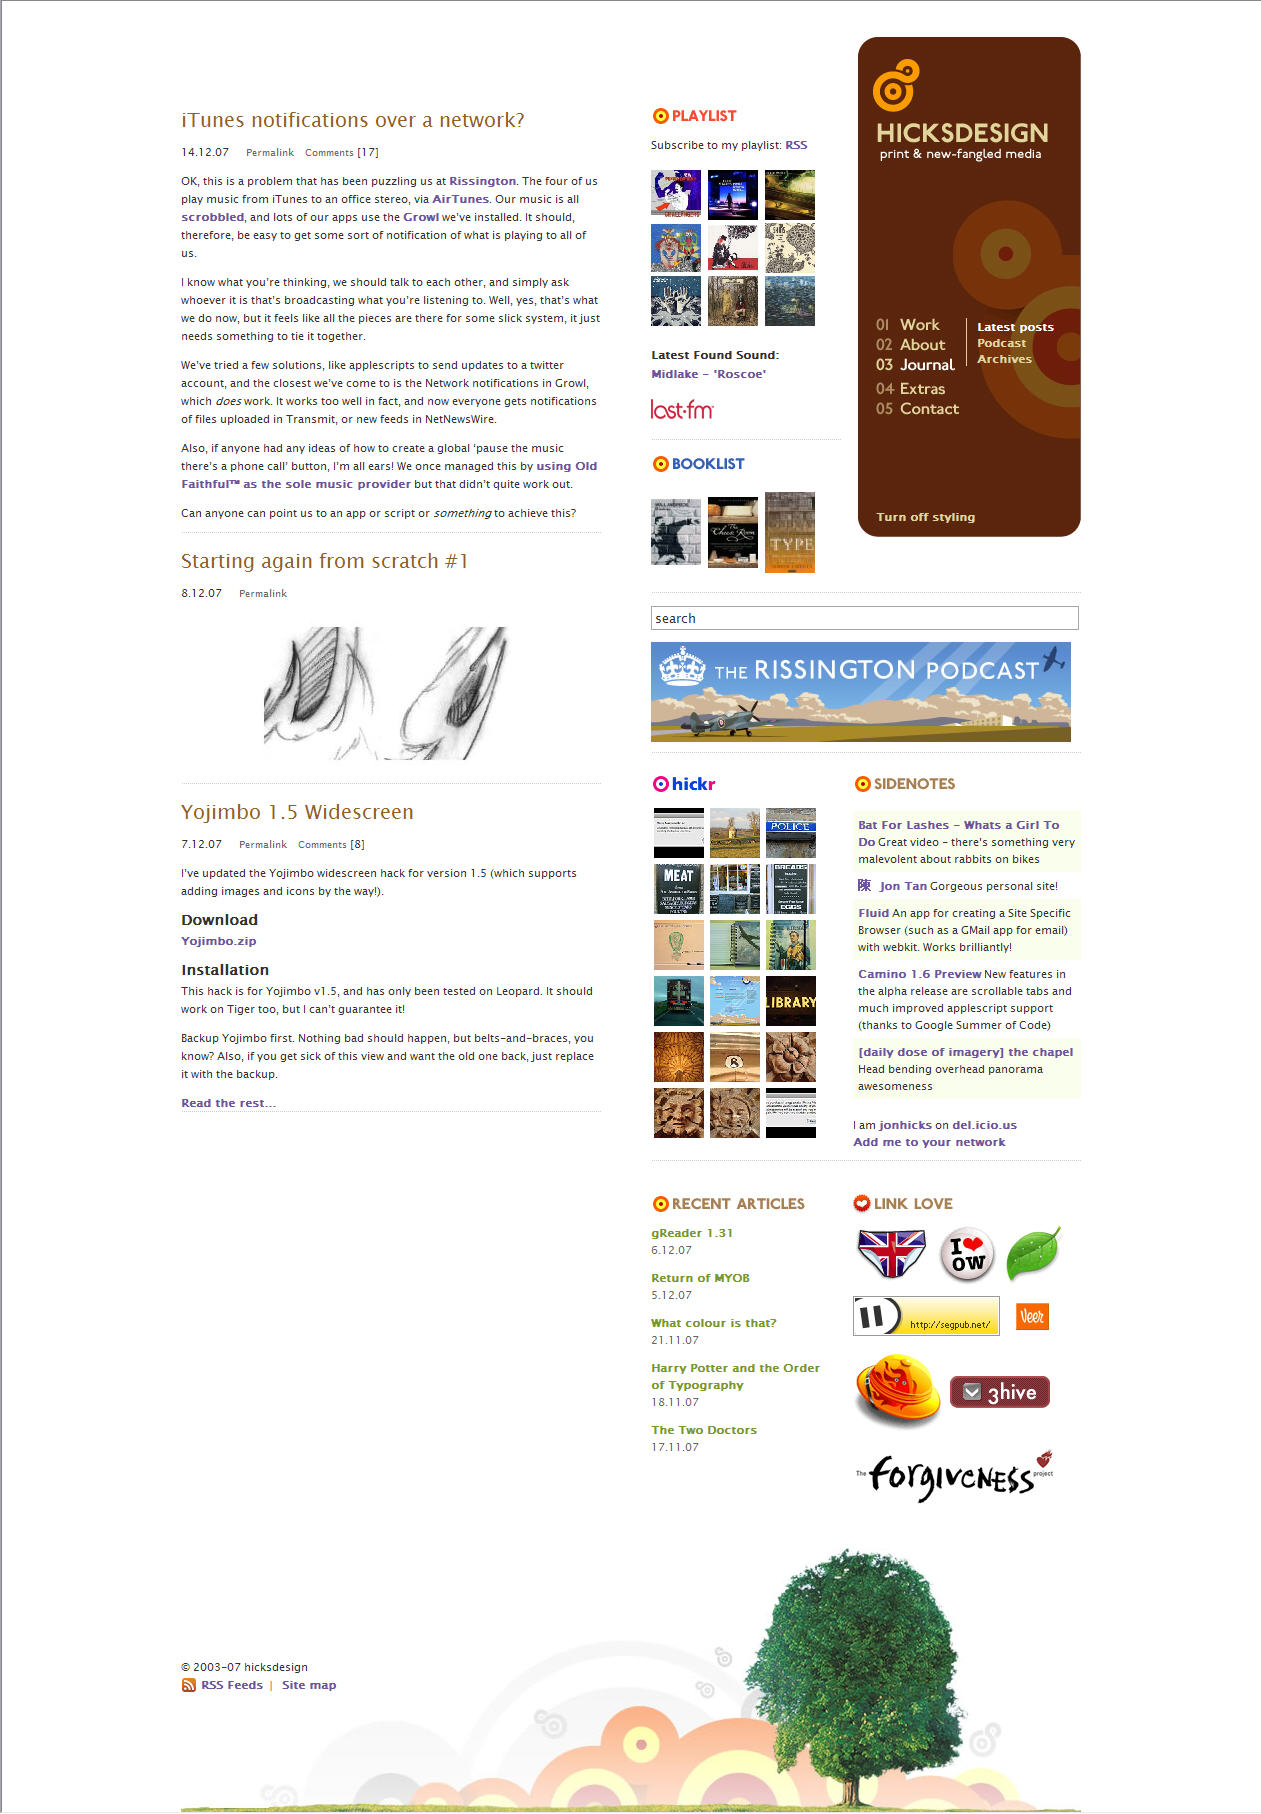 iTunes notifications over a network?
14.12.07 Permalink Comments [17]
OK, this is a problem that has been puzzling us at Rissington. The four of us
play music from iTunes to an office stereo, via AirTunes. Our music is all
scrobbled, and lots of our apps use the Growl we've installed. It should,
therefore, be easy to get some sort of notification of what is playing to all of
us.
I know what you're thinking, we should talk to each other, and simply ask
whoever it is that's broadcasting what you're listening to. Well, yes, that's what
we do now, but it feels like all the pieces are there for some slick system, it just
needs something to tie it together.
We've tried a few solutions, like applescripts to send updates to a twitter
account, and the closest we've come to is the Network notifications in Growl,
which does work. It works too well in fact, and now everyone gets notifications
of files uploaded in Transmit, or new feeds in NetNewsWire.
Also, if anyone had any ideas of how to create a global 'pause the music
there's a phone call' button, I'm all ears! We once managed this by using Old
Faithful™ as the sole music provider but that didn't quite work out.
Can anyone can point us to an app or script or something to achieve this?
Starting again from scratch #1
8.12.07 Permalink
Yojimbo 1.5 Widescreen
7.12.07 Permalink Comments [8]
I've updated the Yojimbo widescreen hack for version 1.5 (which supports
adding images and icons by the way!).
Download
Yojimbo.zip
Installation
This hack is for Yojimbo v1.5, and has only been tested on Leopard. It should
work on Tiger too, but I can't guarantee it!
Backup Yojimbo first. Nothing bad should happen, but belts-and-braces, you
know? Also, if you get sick of this view and want the old one back, just replace
it with the backup.
Read the rest...
PLAYLIST
Subscribe to my playlist: RSS
Latest Found Sound:
Midlake - 'Roscoe'
last.fm
BOOKLIST
The Cheese Room
TYPE
HICKSDESIGN
print & new-fangled media
01 Work
02 About
03 Journal
04 Extras
05 Contact
Latest posts
Podcast
Archives
Turn off styling
search
THE RISSINGTON PODCAST
hickr
POLICE
MEAT
BREADS
EGGS
LIBRARY
8
SIDENOTES
Bat For Lashes - Whats a Girl To
Do Great video - there's something very
malevolent about rabbits on bikes
陳 Jon Tan Gorgeous personal site!
Fluid An app for creating a Site Specific
Browser (such as a GMail app for email)
with webkit. Works brilliantly!
Camino 1.6 Preview New features in
the alpha release are scrollable tabs and
much improved applescript support
(thanks to Google Summer of Code)
[daily dose of imagery] the chapel
Head bending overhead panorama
awesomeness
I am jonhicks on del.icio.us
Add me to your network
RECENT ARTICLES
gReader 1.31
6.12.07
Return of MYOB
5.12.07
What colour is that?
21.11.07
Harry Potter and the Order
of Typography
18.11.07
The Two Doctors
17.11.07
LINK LOVE
I
OW
http://segpub.net/
Veer
3hive
The forgiveness project
© 2003-07 hicksdesign
RSS Feeds | Site map